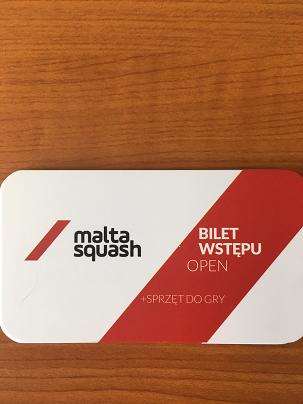 malta
squash
BILET
WSTĘPU
OPEN
+SPRZĘT DO GRY